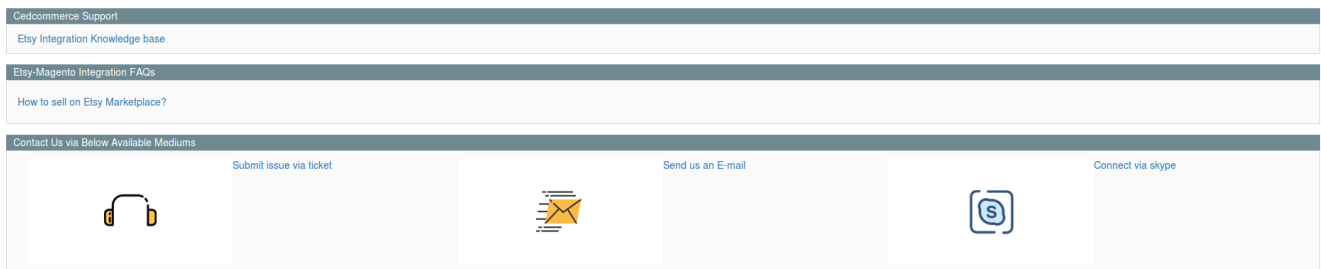 Cedcommerce Support
Etsy Integration Knowledge base
Etsy-Magento Integration FAQs
How to sell on Etsy Marketplace?
Contact Us via Below Available Mediums
Submit issue via ticket
Send us an E-mail
Connect via skype
S